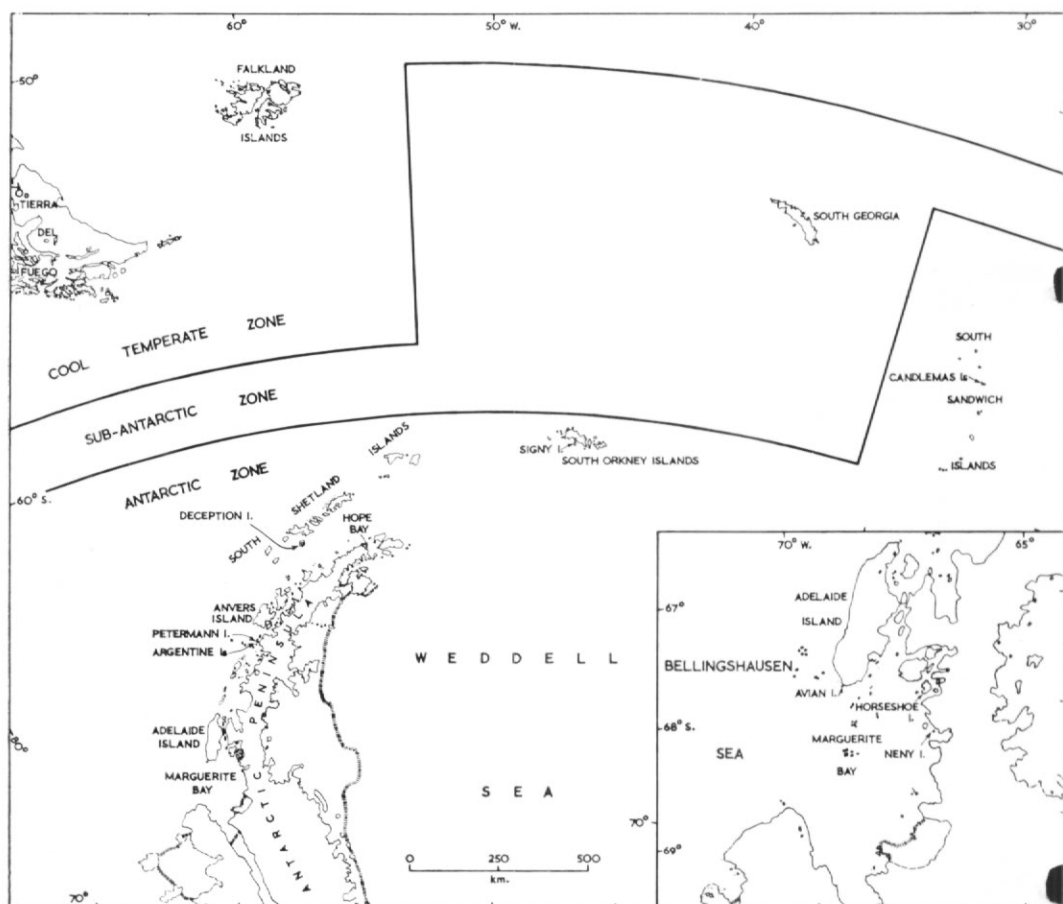 60°
50° W.
40°
30°
50°
FALKLAND
ISLANDS
TIERRA
DEL
FUEGO
SOUTH GEORGIA
COOL TEMPERATE ZONE
SUB-ANTARCTIC ZONE
ANTARCTIC ZONE
60° S.
SOUTH
CANDLEMAS I.
SANDWICH
ISLANDS
SIGNY I.
SOUTH ORKNEY ISLANDS
SOUTH SHETLAND ISLANDS
DECEPTION I.
HOPE
BAY
ANVERS
ISLAND
PETERMANN I.
ARGENTINE I.
ANTARCTIC PENINSULA
ADELAIDE
ISLAND
MARGUERITE
BAY
WEDDELL
SEA
0 250 500
km.
70°
70°
70° W.
65°
67°
ADELAIDE
ISLAND
BELLINGSHAUSEN
AVIAN I.
HORSESHOE
I.
68° S.
SEA
MARGUERITE
BAY
NENY I.
69°